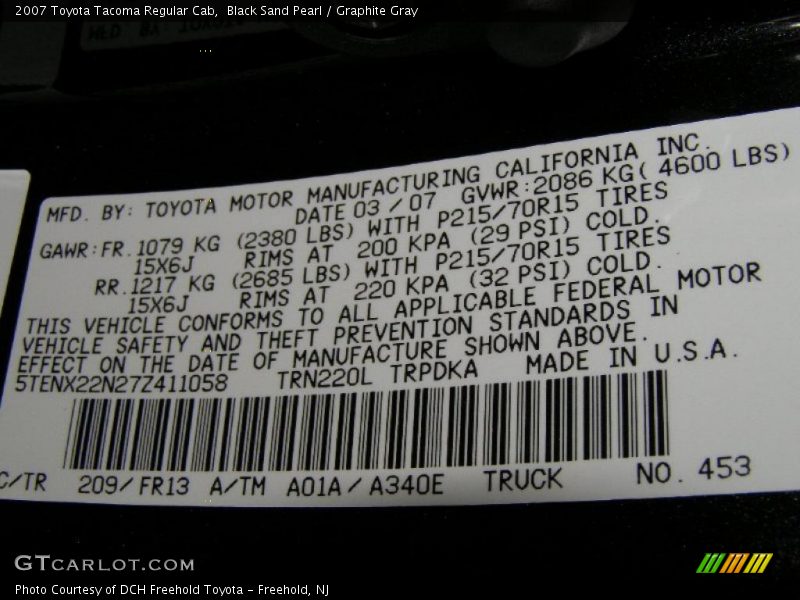 2007 Toyota Tacoma Regular Cab,  Black Sand Pearl / Graphite Gray
...
MFD. BY: TOYOTA MOTOR MANUFACTURING CALIFORNIA INC.
DATE 03 / 07 GVWR:2086 KG( 4600 LBS)
GAWR:FR.1079 KG (2380 LBS) WITH P215/70R15 TIRES
15X6J RIMS AT 200 KPA (29 PSI) COLD.
RR.1217 KG (2685 LBS) WITH P215/70R15 TIRES
15X6J RIMS AT 220 KPA (32 PSI) COLD.
THIS VEHICLE CONFORMS TO ALL APPLICABLE FEDERAL MOTOR
VEHICLE SAFETY AND THEFT PREVENTION STANDARDS IN
EFFECT ON THE DATE OF MANUFACTURE SHOWN ABOVE.
5TENX22N27Z411058 TRN220L TRPDKA MADE IN U.S.A.
C/TR 209/FR13 A/TM A01A/A340E TRUCK NO. 453
GTCARLOT.COM
Photo Courtesy of DCH Freehold Toyota - Freehold, NJ